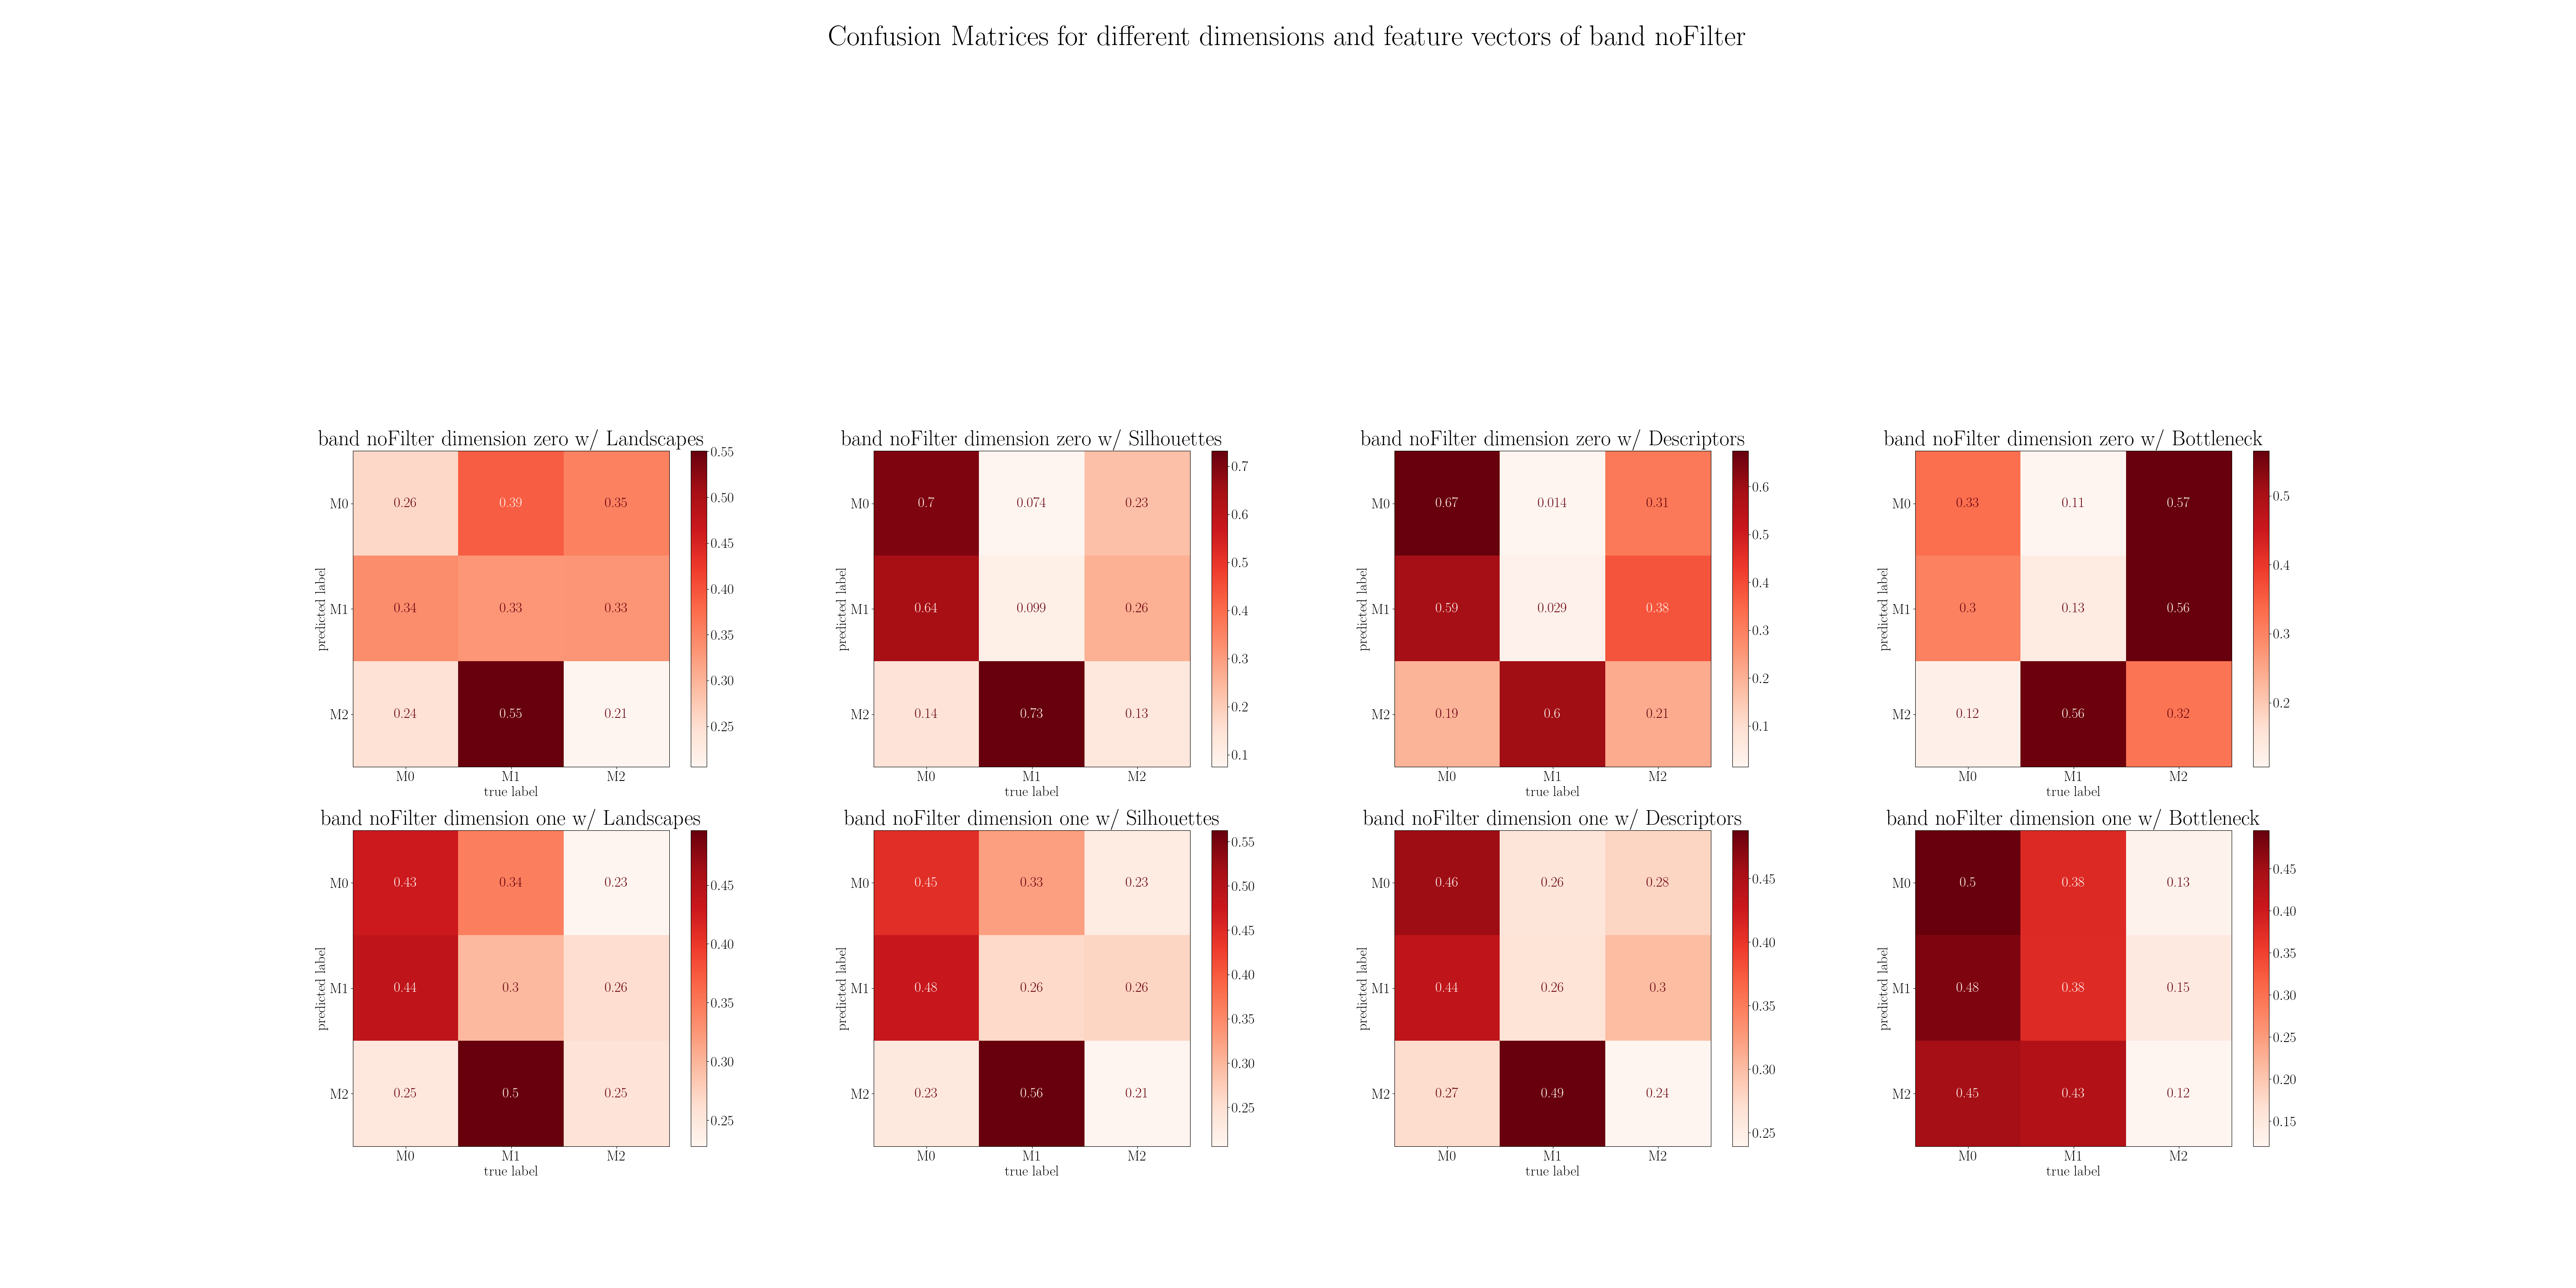 Confusion Matrices for different dimensions and feature vectors of band noFilter
band noFilter dimension zero w/ Landscapes
0.55
0.50
0.45
0.40
0.35
0.30
0.25
predicted label
M0 0.26 0.39 0.35
M1 0.34 0.33 0.33
M2 0.24 0.55 0.21
M0 M1 M2
true label
band noFilter dimension zero w/ Silhouettes
0.7
0.6
0.5
0.4
0.3
0.2
0.1
predicted label
M0 0.7 0.074 0.23
M1 0.64 0.099 0.26
M2 0.14 0.73 0.13
M0 M1 M2
true label
band noFilter dimension zero w/ Descriptors
0.6
0.5
0.4
0.3
0.2
0.1
predicted label
M0 0.67 0.014 0.31
M1 0.59 0.029 0.38
M2 0.19 0.6 0.21
M0 M1 M2
true label
band noFilter dimension zero w/ Bottleneck
0.5
0.4
0.3
0.2
predicted label
M0 0.33 0.11 0.57
M1 0.3 0.13 0.56
M2 0.12 0.56 0.32
M0 M1 M2
true label
band noFilter dimension one w/ Landscapes
0.45
0.40
0.35
0.30
0.25
predicted label
M0 0.43 0.34 0.23
M1 0.44 0.3 0.26
M2 0.25 0.5 0.25
M0 M1 M2
true label
band noFilter dimension one w/ Silhouettes
0.55
0.50
0.45
0.40
0.35
0.30
0.25
predicted label
M0 0.45 0.33 0.23
M1 0.48 0.26 0.26
M2 0.23 0.56 0.21
M0 M1 M2
true label
band noFilter dimension one w/ Descriptors
0.45
0.40
0.35
0.30
0.25
predicted label
M0 0.46 0.26 0.28
M1 0.44 0.26 0.3
M2 0.27 0.49 0.24
M0 M1 M2
true label
band noFilter dimension one w/ Bottleneck
0.45
0.40
0.35
0.30
0.25
0.20
0.15
predicted label
M0 0.5 0.38 0.13
M1 0.48 0.38 0.15
M2 0.45 0.43 0.12
M0 M1 M2
true label